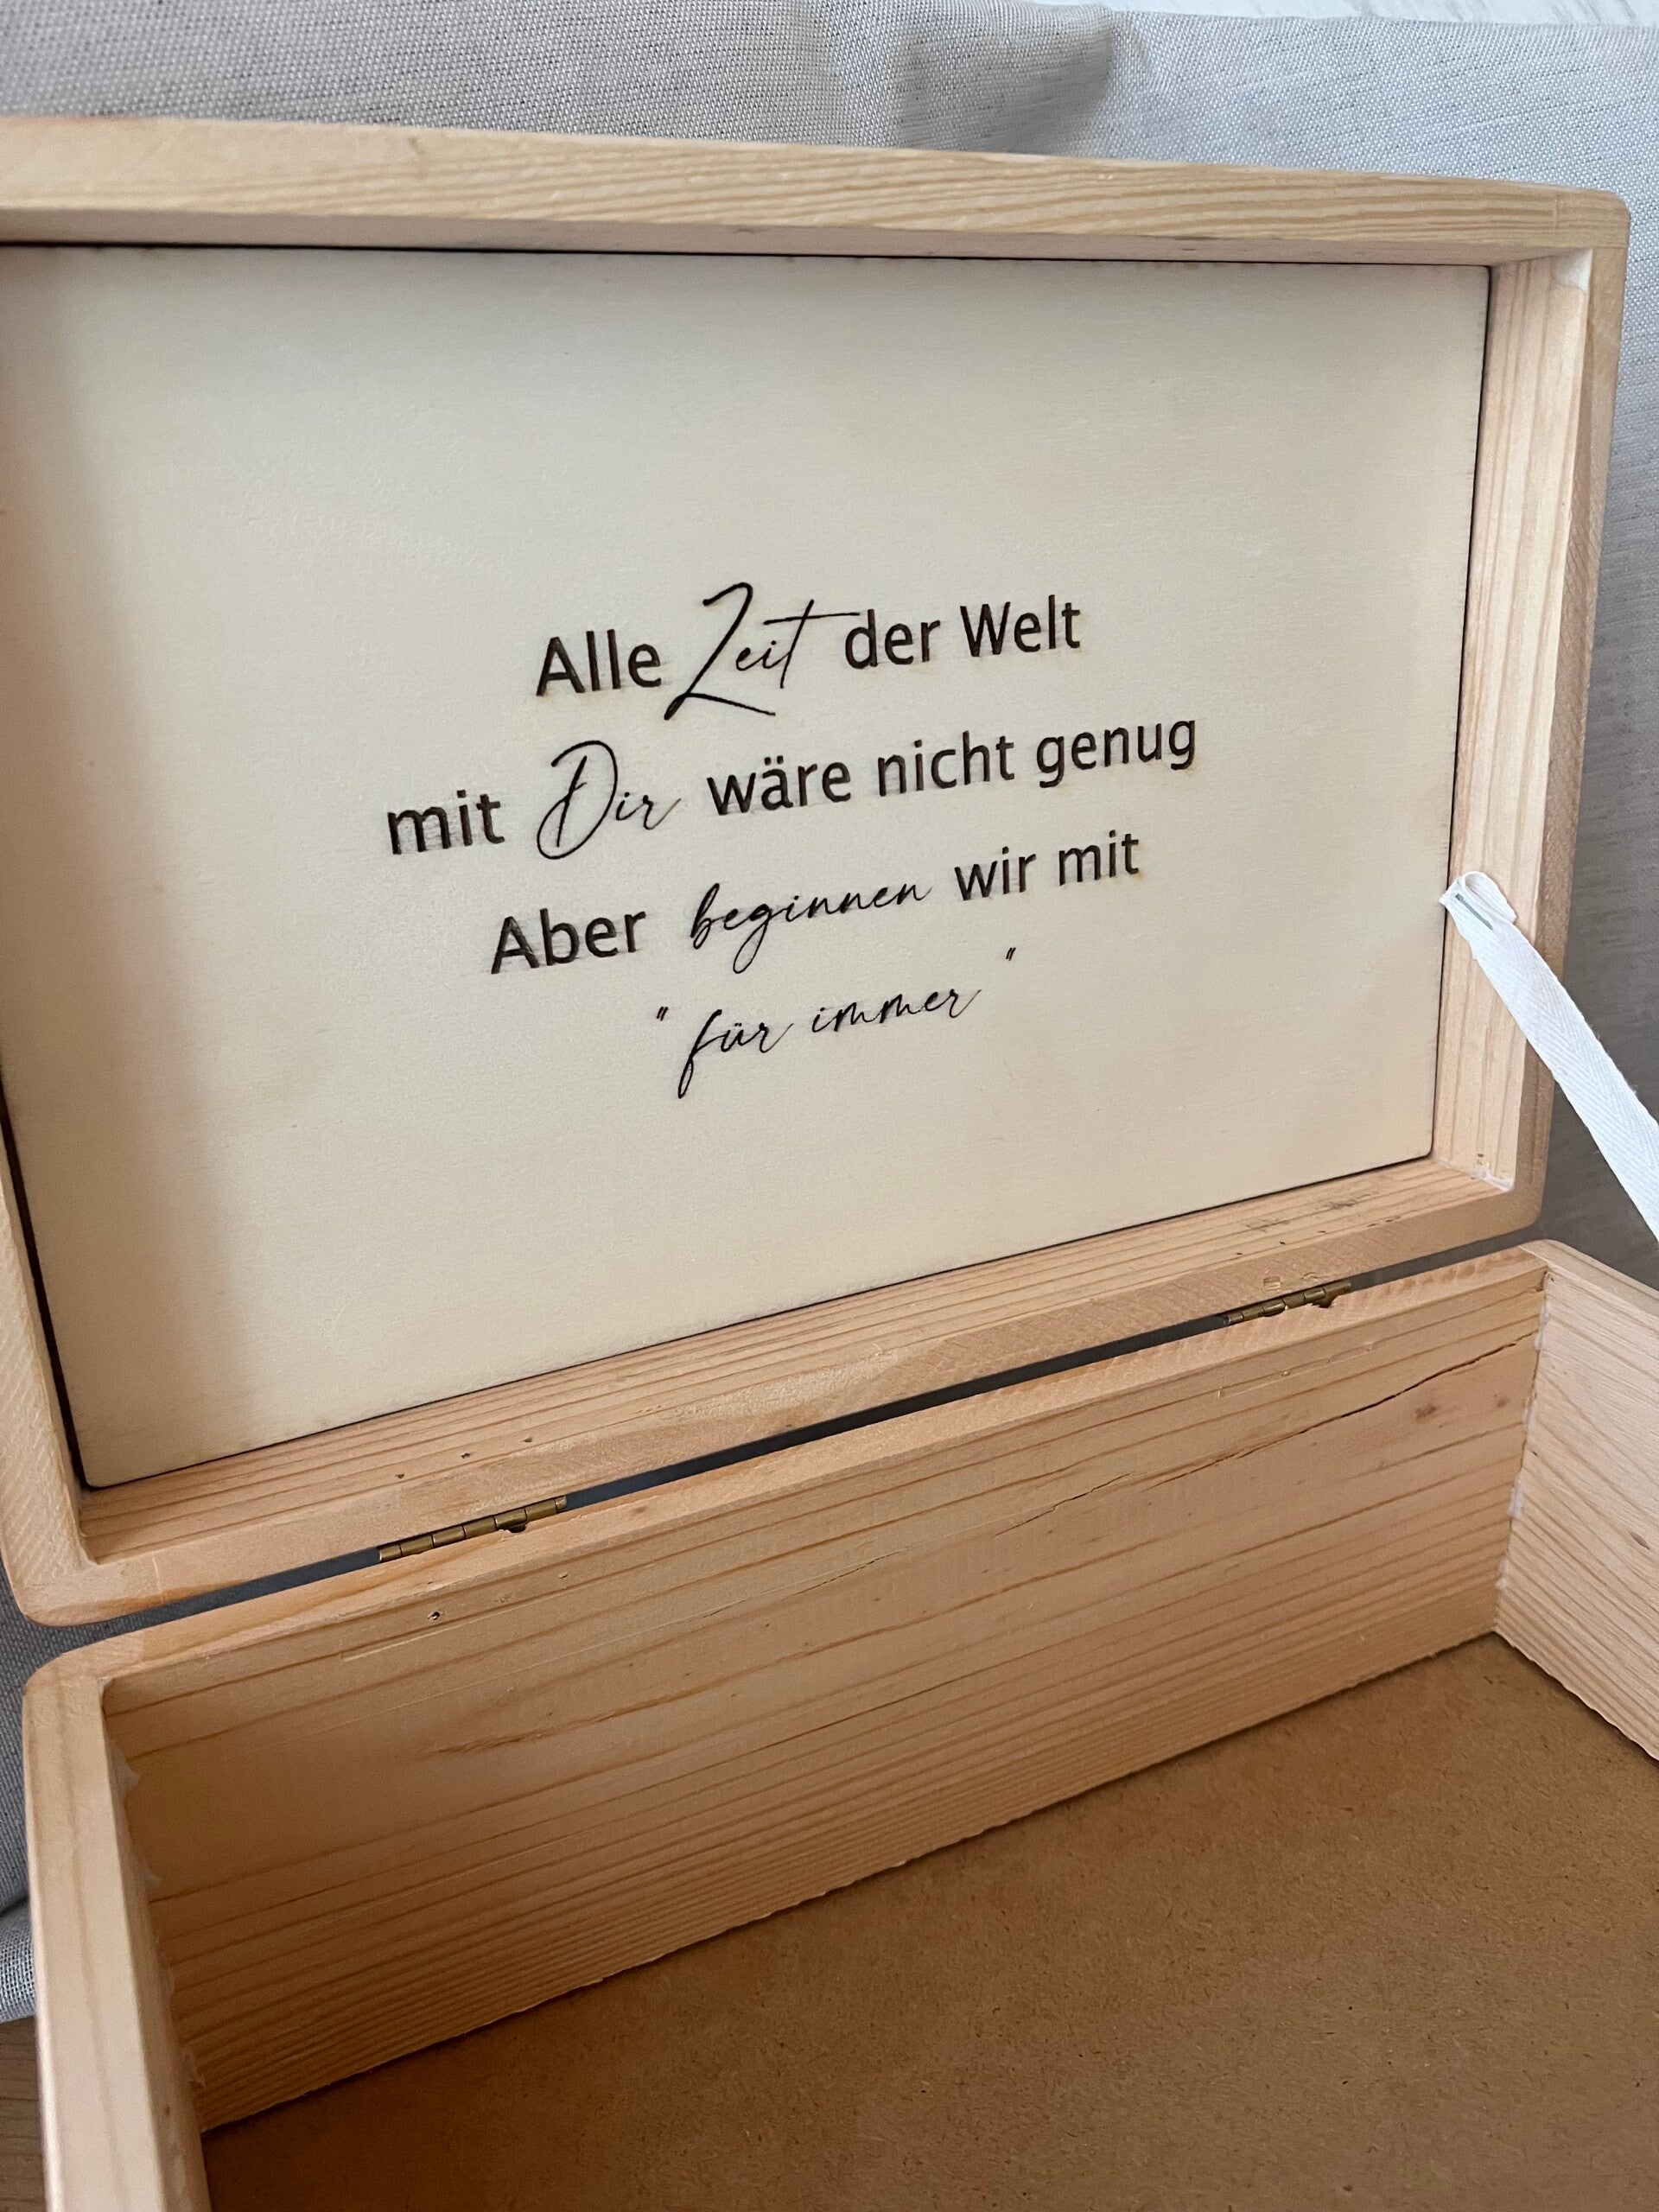 Alle Zeit der Welt
mit Dir wäre nicht genug
Aber beginnen wir mit
" für immer "